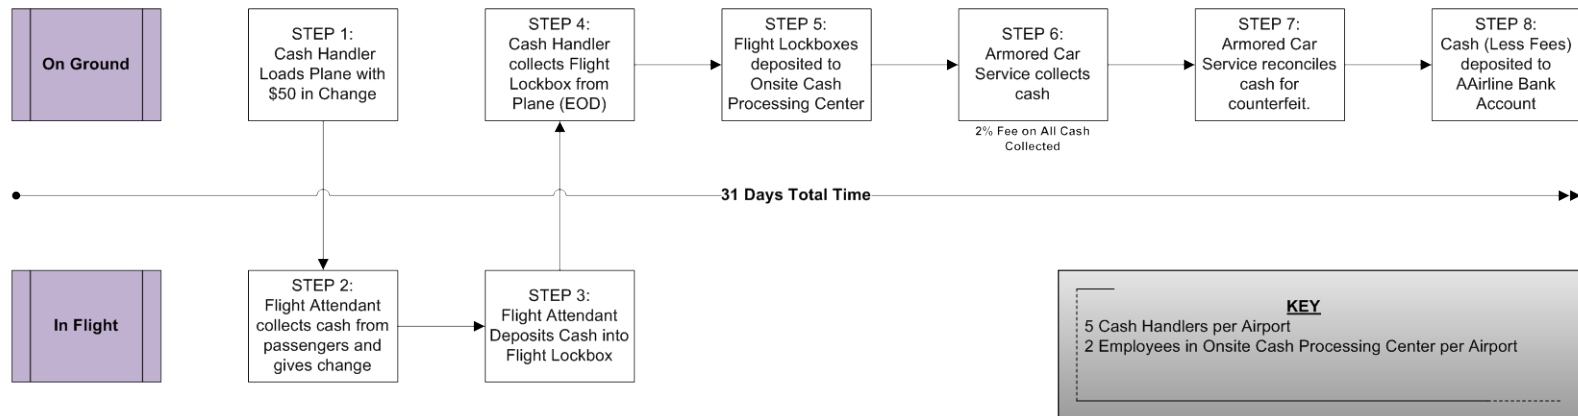 On Ground
STEP 1:
Cash Handler
Loads Plane with
$50 in Change
STEP 4:
Cash Handler
collects Flight
Lockbox from
Plane (EOD)
STEP 5:
Flight Lockboxes
deposited to
Onsite Cash
Processing Center
STEP 6:
Armored Car
Service collects
cash
2% Fee on All Cash
Collected
STEP 7:
Armored Car
Service reconciles
cash for
counterfeit.
STEP 8:
Cash (Less Fees)
deposited to
AAirline Bank
Account
31 Days Total Time
In Flight
STEP 2:
Flight Attendant
collects cash from
passengers and
gives change
STEP 3:
Flight Attendant
Deposits Cash into
Flight Lockbox
KEY
5 Cash Handlers per Airport
2 Employees in Onsite Cash Processing Center per Airport